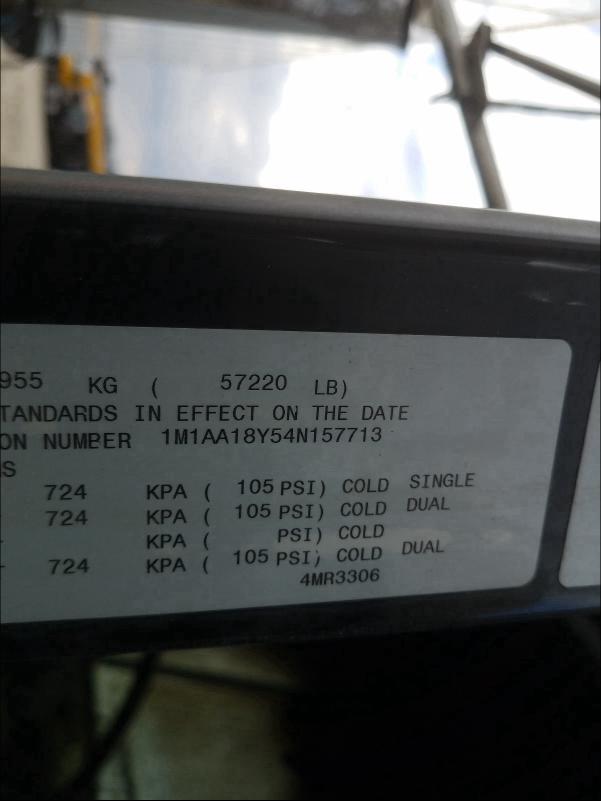 955 KG ( 57220 LB)
TANDARDS IN EFFECT ON THE DATE
ON NUMBER 1M1AA18Y54N157713
S
724 KPA ( 105 PSI) COLD SINGLE
724 KPA ( 105 PSI) COLD DUAL
KPA ( PSI) COLD
724 KPA ( 105 PSI) COLD DUAL
4MR3306